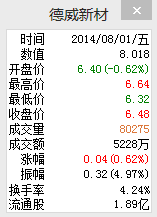 德威新材
时间 2014/08/01/五
数值 8.018
开盘价 6.40(-0.62%)
最高价 6.64
最低价 6.32
收盘价 6.48
成交量 80275
成交额 5228万
涨幅 0.04(0.62%)
振幅 0.32(4.97%)
换手率 4.24%
流通股 1.89亿